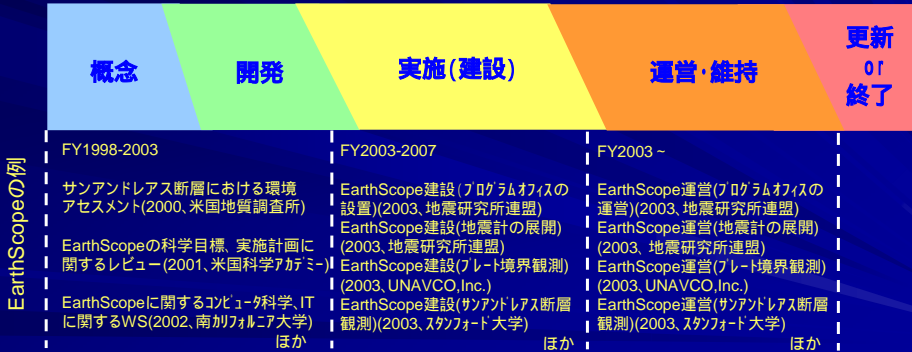 概念
開発
実施(建設)
運営・維持
更新
or
終了
EarthScopeの例
FY1998-2003
サンアンドレアス断層における環境
アセスメント(2000、米国地質調査所)
EarthScopeの科学目標、実施計画に
関するレビュー(2001、米国科学アカデミー)
EarthScopeに関するコンピュータ科学、IT
に関するWS(2002、南カリフォルニア大学)
ほか
FY2003-2007
EarthScope建設(プログラムオフィスの
設置)(2003、地震研究所連盟)
EarthScope建設(地震計の展開)
(2003、地震研究所連盟)
EarthScope建設(プレート境界観測)
(2003、UNAVCO,Inc.)
EarthScope建設(サンアンドレアス断層
観測)(2003、スタンフォード大学)
ほか
FY2003～
EarthScope運営(プログラムオフィスの
運営)(2003、地震研究所連盟)
EarthScope運営(地震計の展開)
(2003、地震研究所連盟)
EarthScope運営(プレート境界観測)
(2003、UNAVCO,Inc.)
EarthScope運営(サンアンドレアス断層
観測)(2003、スタンフォード大学)
ほか